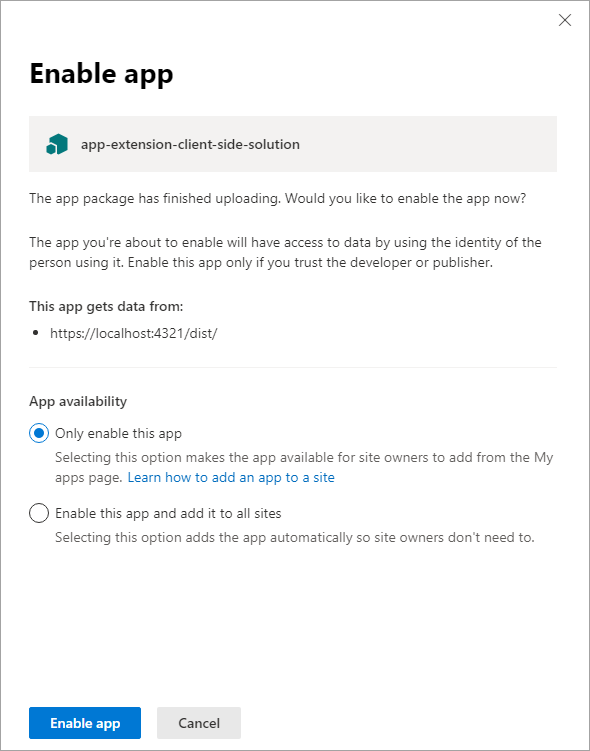 Enable app
app-extension-client-side-solution
The app package has finished uploading. Would you like to enable the app now?
The app you're about to enable will have access to data by using the identity of the
person using it. Enable this app only if you trust the developer or publisher.
This app gets data from:
• https://localhost:4321/dist/
App availability
Only enable this app
Selecting this option makes the app available for site owners to add from the My
apps page. Learn how to add an app to a site
Enable this app and add it to all sites
Selecting this option adds the app automatically so site owners don't need to.
Enable app Cancel